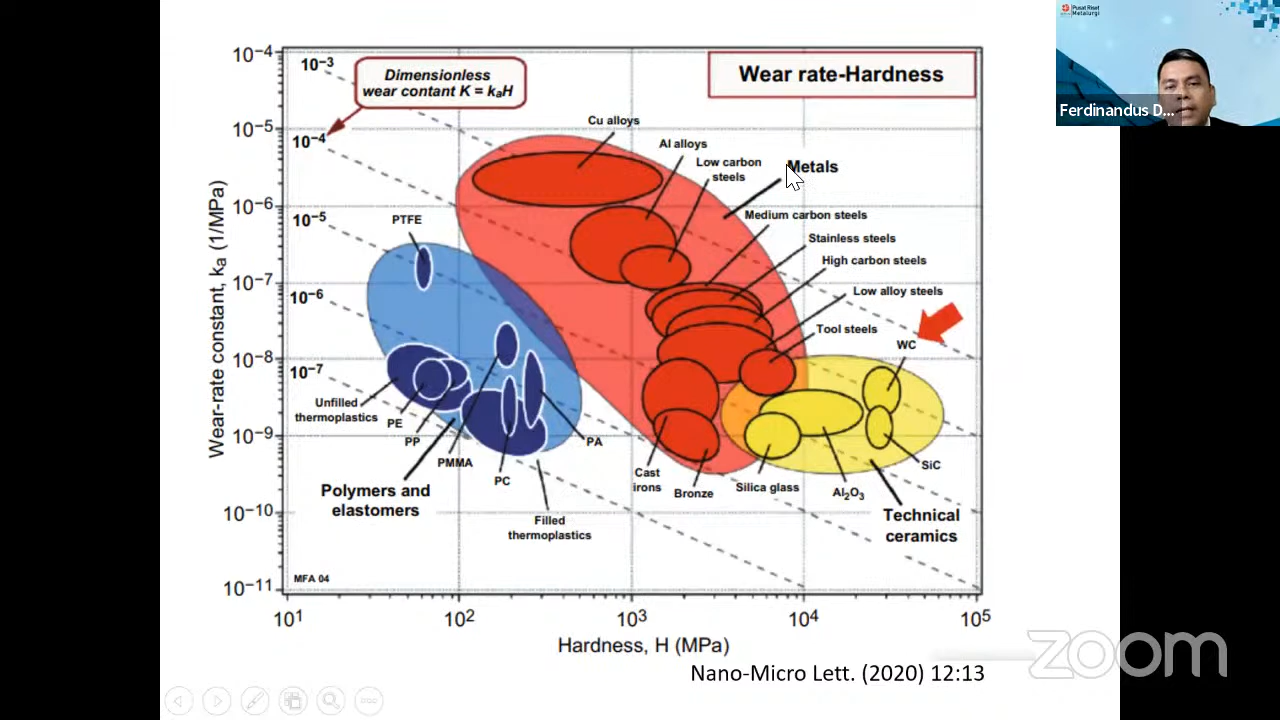 Pusat Riset
Metalurgi
Ferdinandus D...
Wear rate-Hardness
Dimensionless
wear contant K = kaH
10−3
10−4
10−5
10−6
10−7
10−4
10−5
10−6
10−7
10−8
10−9
10−10
10−11
Wear-rate constant, ka (1/MPa)
Cu alloys
Al alloys
Low carbon
steels
Metals
Medium carbon steels
Stainless steels
High carbon steels
Low alloy steels
Tool steels
WC
PTFE
Unfilled
thermoplastics
PE
PP
PMMA
PC
PA
Polymers and
elastomers
Filled
thermoplastics
Cast
irons
Bronze
Silica glass
Al2O3
SiC
Technical
ceramics
MFA 04
101
102
103
104
105
Hardness, H (MPa)
Nano-Micro Lett. (2020) 12:13
zoom